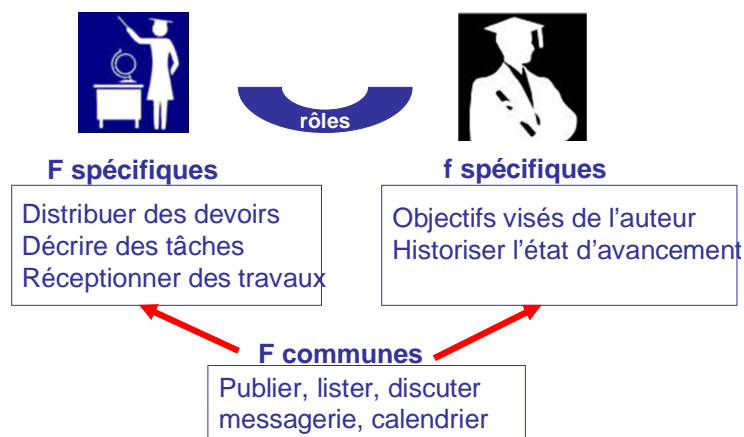 rôles
F spécifiques
Distribuer des devoirs
Décrire des tâches
Réceptionner des travaux
f spécifiques
Objectifs visés de l’auteur
Historiser l’état d’avancement
F communes
Publier, lister, discuter
messagerie, calendrier